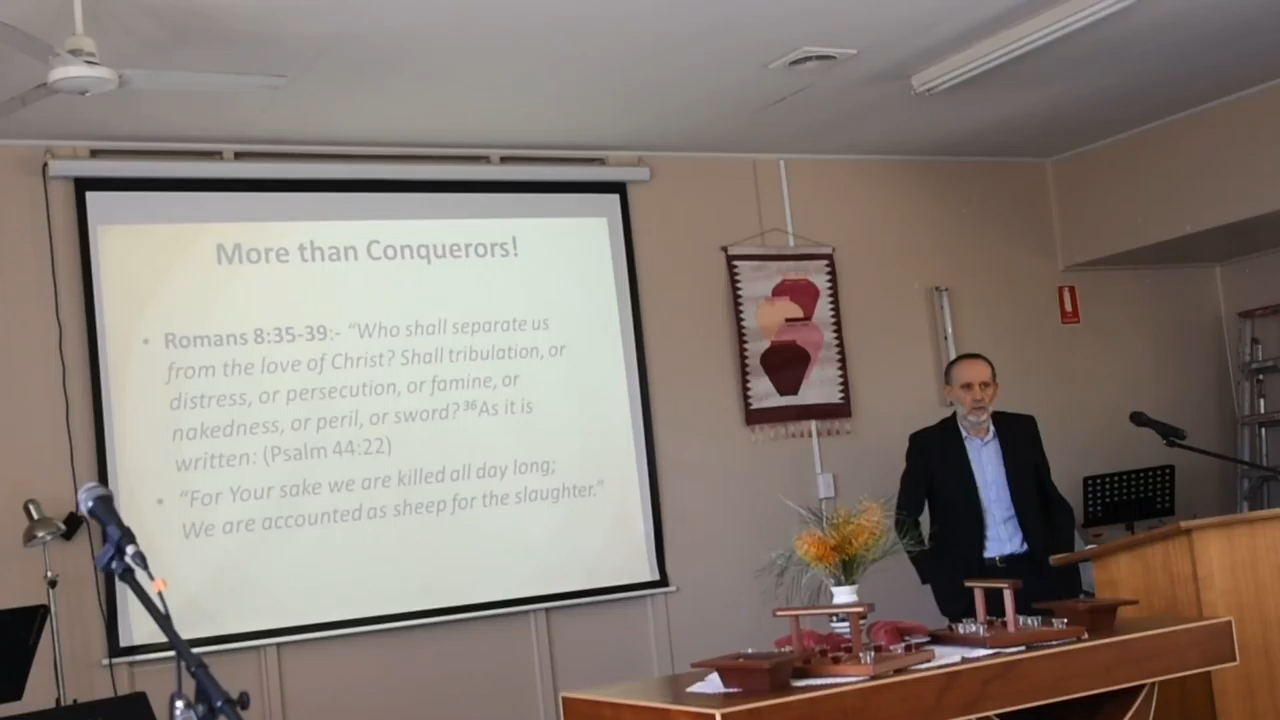 More than Conquerors!
• Romans 8:35-39:- “Who shall separate us
from the love of Christ? Shall tribulation, or
distress, or persecution, or famine, or
nakedness, or peril, or sword? ³⁶As it is
written: (Psalm 44:22)
• “For Your sake we are killed all day long;
We are accounted as sheep for the slaughter.”